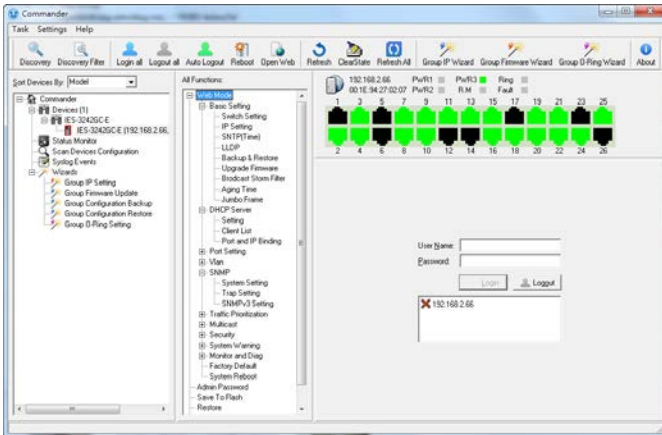 Commander
Task Settings Help
Discovery Discovery Filter Login all Logout all Auto Logout Reboot Open Web Refresh ClearState Refresh All Group IP Wizard Group Firmware Wizard Group O-Ring Wizard About
Sort Devices By: Model
Commander
Devices (1)
IES-3242GC-E
IES-3242GC-E (192.168.2.66,
Status Monitor
Scan Devices Configuration
Syslog Events
Wizards
Group IP Setting
Group Firmware Update
Group Configuration Backup
Group Configuration Restore
Group O-Ring Setting
All Functions:
Web Mode
Basic Setting
Switch Setting
IP Setting
SNTP(Time)
LLDP
Backup & Restore
Upgrade Firmware
Brodcast Storm Filter
Aging Time
Jumbo Frame
DHCP Server
Setting
Client List
Port and IP Binding
Port Setting
Vlan
SNMP
System Setting
Trap Setting
SNMPv3 Setting
Traffic Prioritization
Multicast
Security
System Warning
Monitor and Diag
Factory Default
System Reboot
Admin Password
Save To Flash
Restore
192.168.2.66 PWR1 PWR3 Ring
00.1E.94.27.02.07 PWR2 R.M Fault
1 3 5 7 9 11 13 15 17 19 21 23 25
2 4 6 8 10 12 14 16 18 20 22 24 26
User Name:
Password:
Login Loggut
192.168.2.66